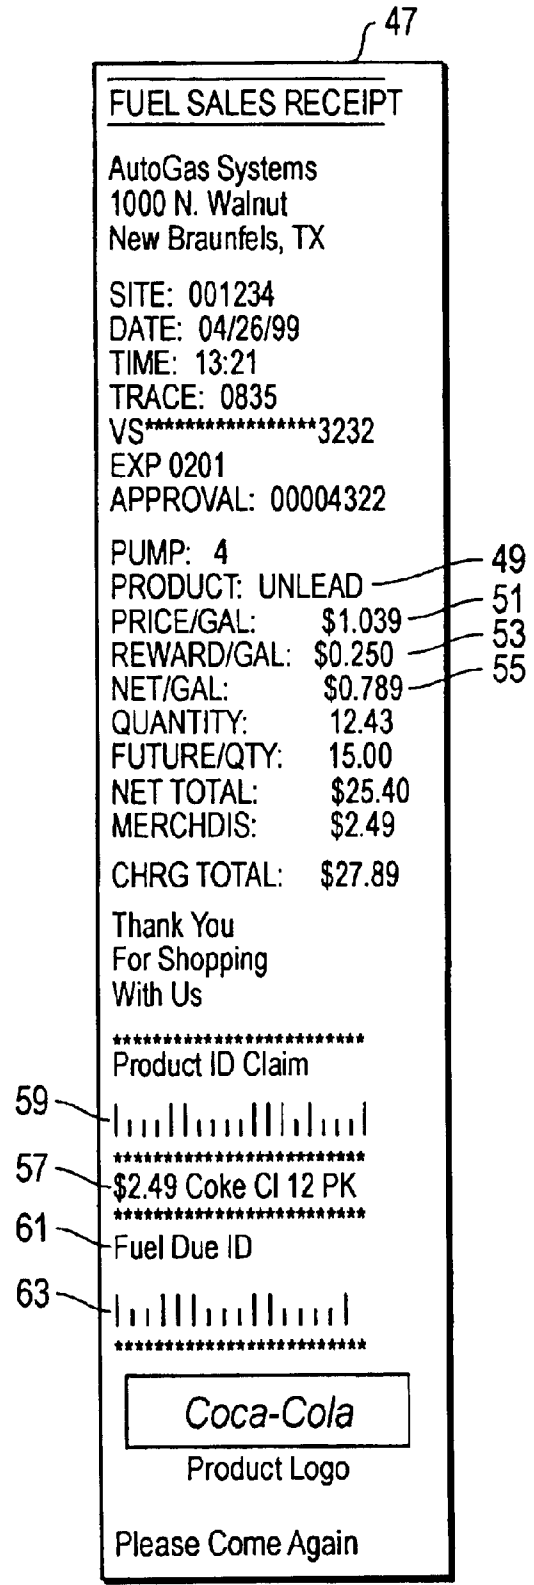 47
FUEL SALES RECEIPT
AutoGas Systems
1000 N. Walnut
New Braunfels, TX
SITE: 001234
DATE: 04/26/99
TIME: 13:21
TRACE: 0835
VS*****************3232
EXP 0201
APPROVAL: 00004322
PUMP: 4
PRODUCT: UNLEAD 49
PRICE/GAL: $1.039 51
REWARD/GAL: $0.250 53
NET/GAL: $0.789 55
QUANTITY: 12.43
FUTURE/QTY: 15.00
NET TOTAL: $25.40
MERCHDIS: $2.49
CHRG TOTAL: $27.89
Thank You
For Shopping
With Us
*************************
Product ID Claim
59
*************************
57 $2.49 Coke Cl 12 PK
*************************
61 Fuel Due ID
63
*************************
Coca-Cola
Product Logo
Please Come Again